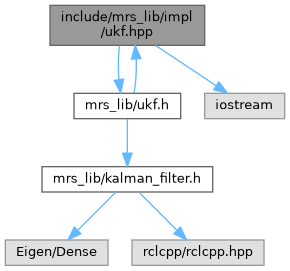 include/mrs_lib/impl
/ukf.hpp
mrs_lib/ukf.h
iostream
mrs_lib/kalman_filter.h
Eigen/Dense
rclcpp/rclcpp.hpp